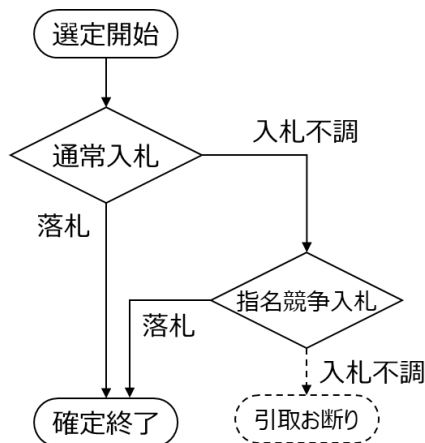 選定開始
入札不調
通常入札
落札
指名競争入札
落札
入札不調
確定終了
引取お断り